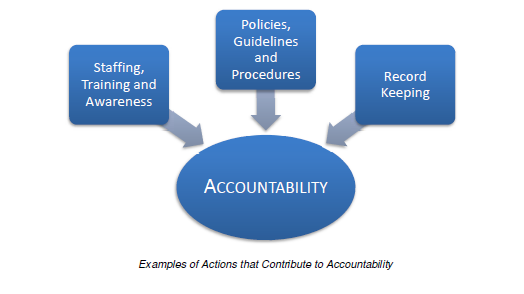 Policies,
Guidelines
and
Procedures
Staffing,
Training and
Awareness
Record
Keeping
ACCOUNTABILITY
Examples of Actions that Contribute to Accountability